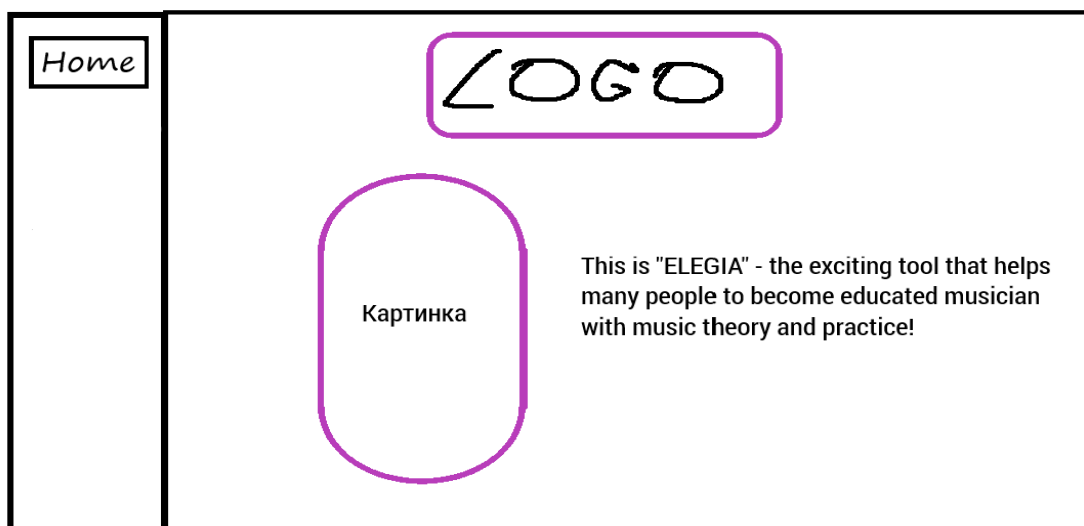 Home
LOGO
Картинка
This is "ELEGIA" - the exciting tool that helps
many people to become educated musician
with music theory and practice!